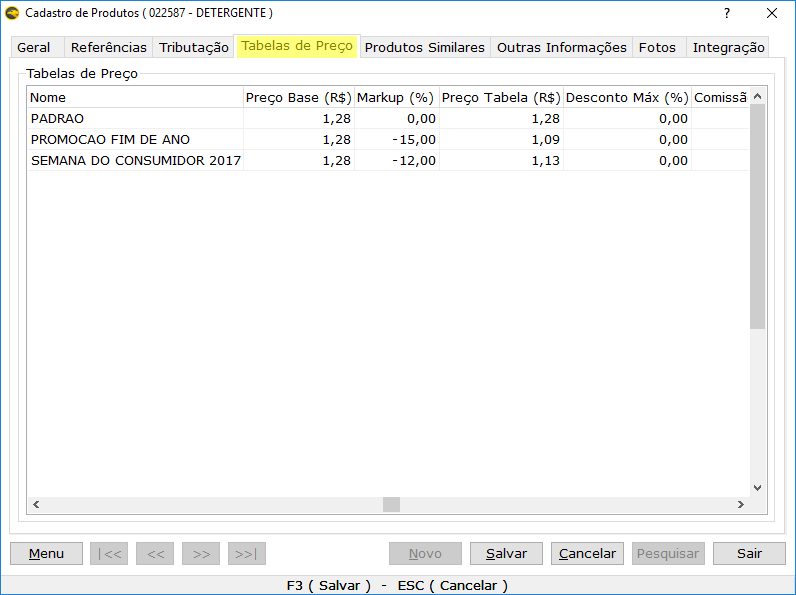 Cadastro de Produtos ( 022587 - DETERGENTE )
?
Geral Referências Tributação Tabelas de Preço Produtos Similares Outras Informações Fotos Integração
Tabelas de Preço
Nome Preço Base (R$) Markup (%) Preço Tabela (R$) Desconto Máx (%) Comissã
PADRAO 1,28 0,00 1,28 0,00
PROMOCAO FIM DE ANO 1,28 -15,00 1,09 0,00
SEMANA DO CONSUMIDOR 2017 1,28 -12,00 1,13 0,00
Menu |<< << >> >>| Novo Salvar Cancelar Pesquisar Sair
F3 ( Salvar ) - ESC ( Cancelar )